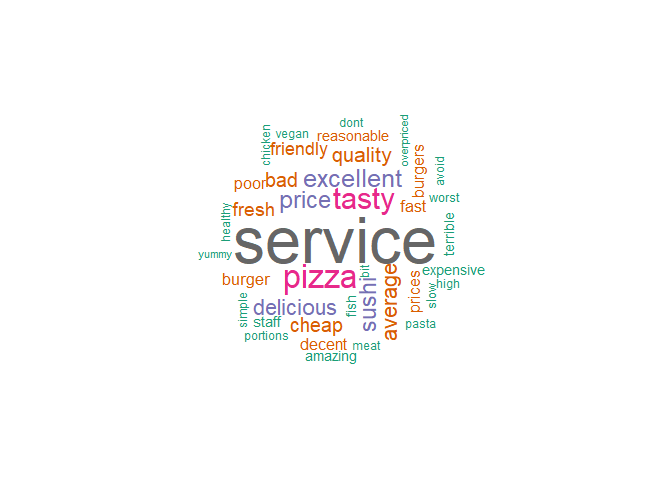 dont
chicken
vegan
reasonable
overpriced
friendly
quality
burgers
avoid
poor
bad
excellent
price
tasty
fast
worst
healthy
fresh
service
terrible
yummy
burger
pizza
bit
sushi
average
prices
expensive
high
slow
simple
delicious
fish
staff
cheap
pasta
portions
decent
meat
amazing